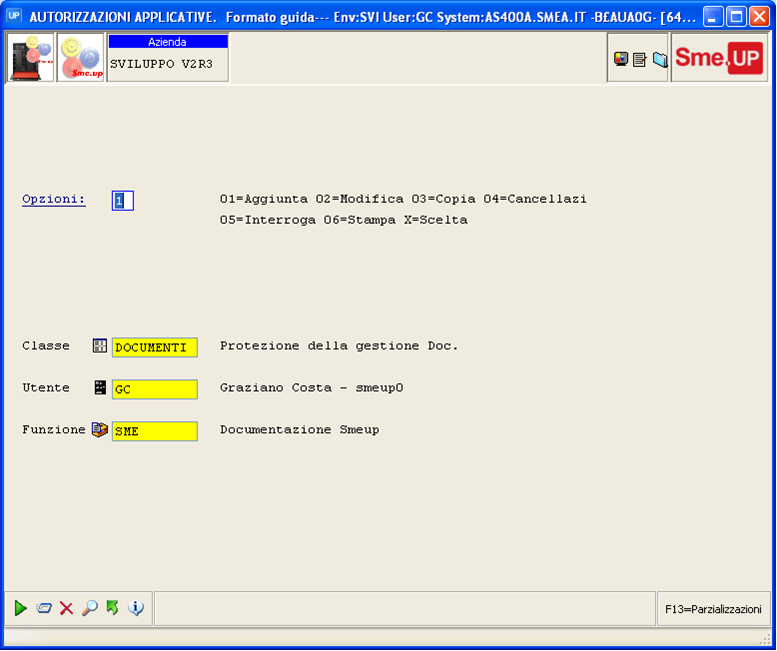 UP AUTORIZZAZIONI APPLICATIVE. Formato guida--- Env:SVI User:GC System:AS400A.SMEA.IT -B£AUA0G- [64...
Sme.up
Sme.up
Azienda
SVILUPPO V2R3
Sme.UP
Opzioni: 1 01=Aggiunta 02=Modifica 03=Copia 04=Cancellazi
05=Interroga 06=Stampa X=Scelta
Classe DOCUMENTI Protezione della gestione Doc.
Utente GC Graziano Costa - smeup0
Funzione SME Documentazione Smeup
F13=Parzializzazioni